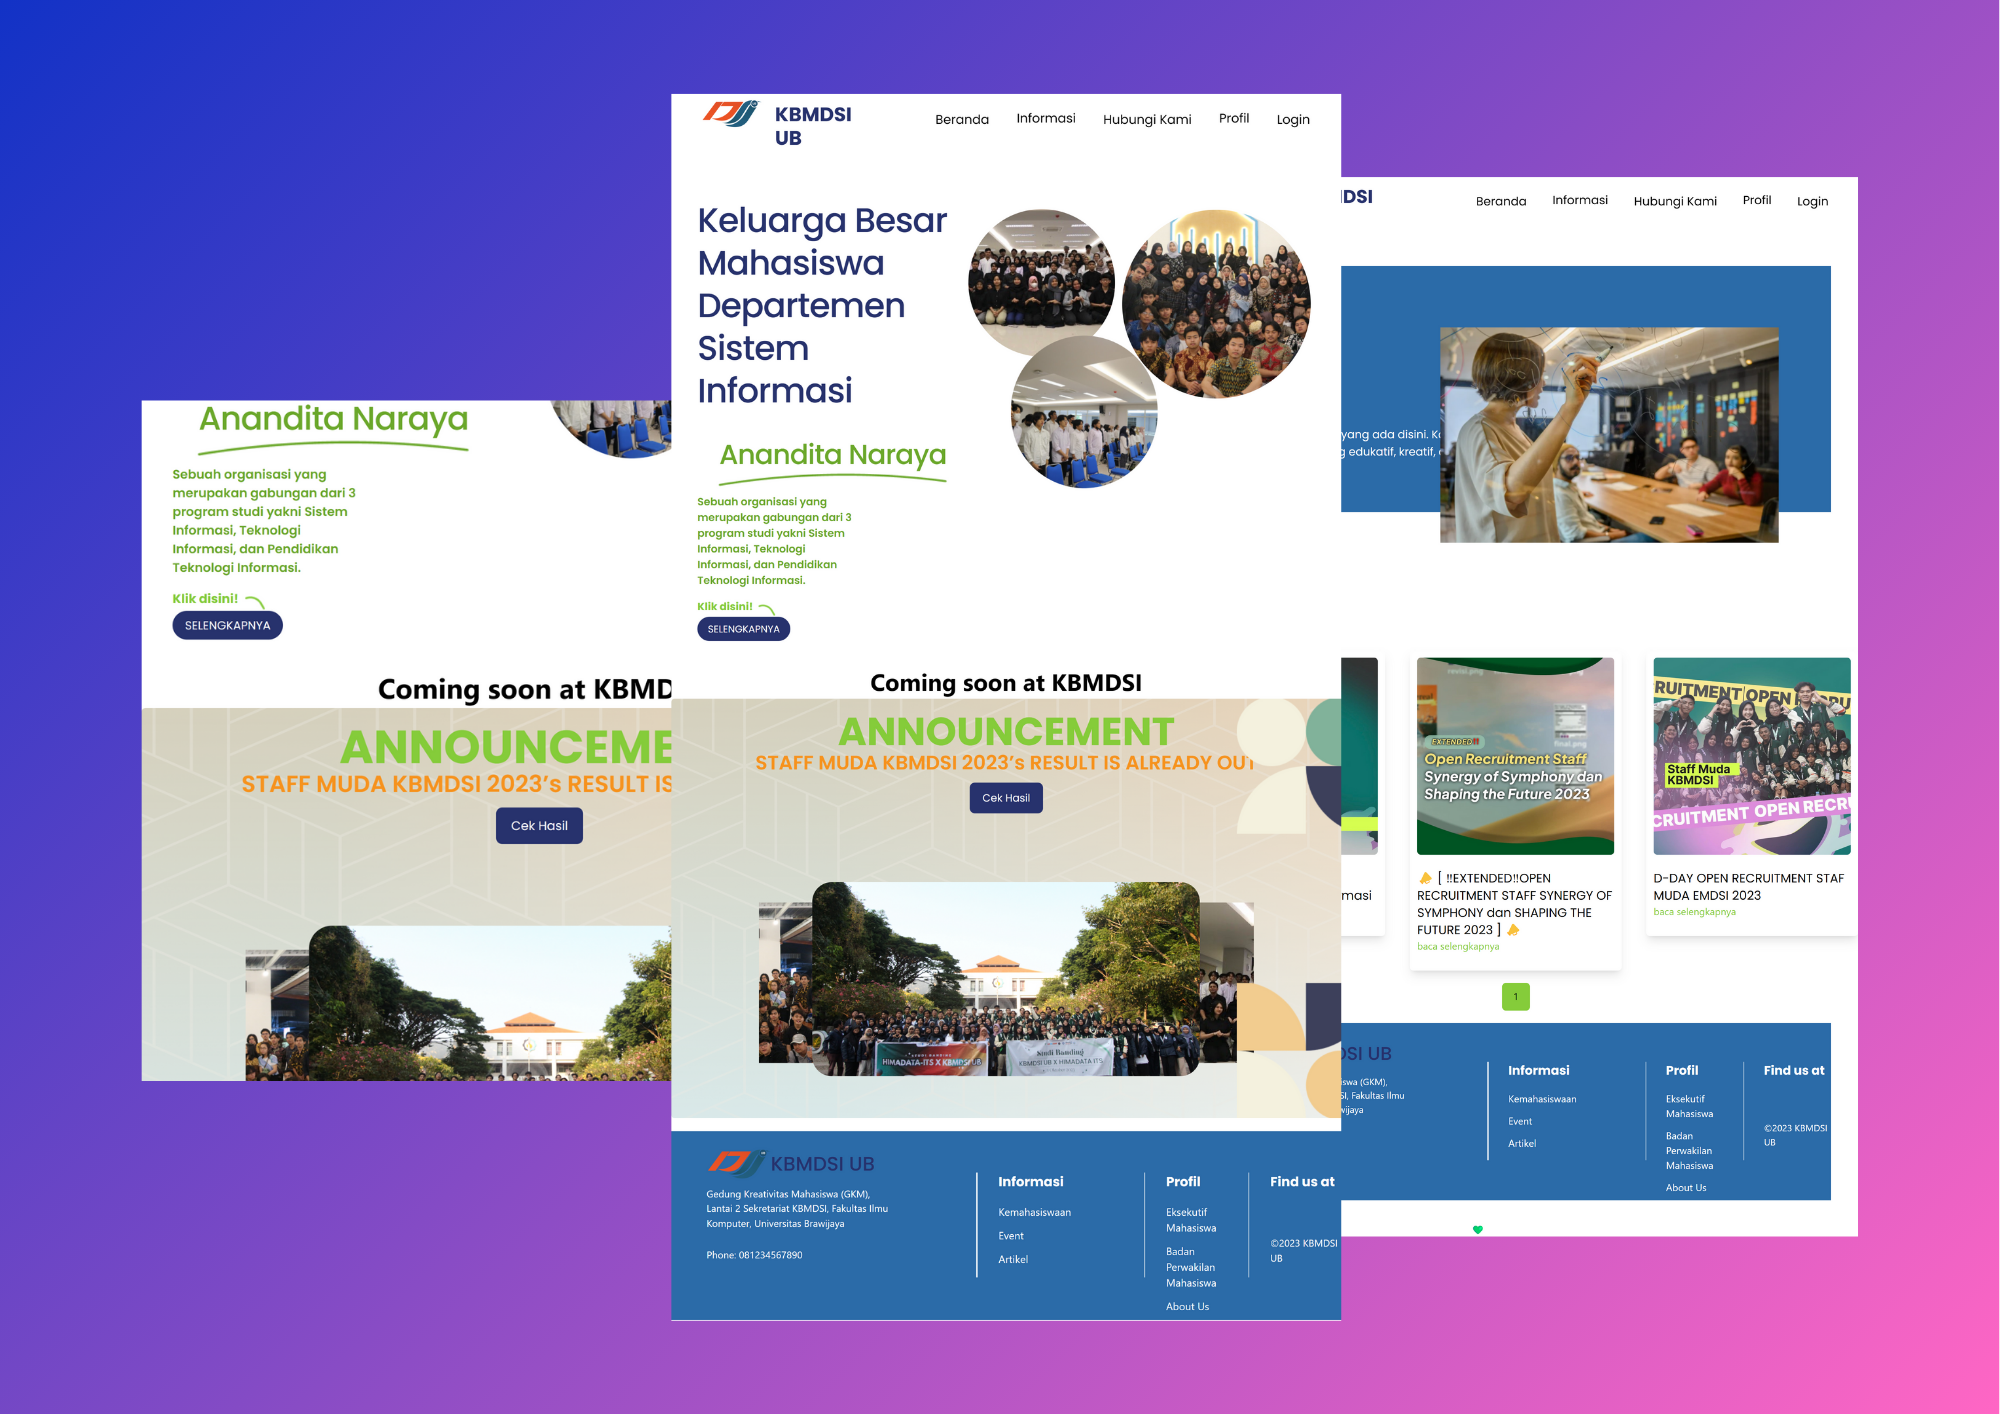 Anandita Naraya
Sebuah organisasi yang
merupakan gabungan dari 3
program studi yakni Sistem
Informasi, Teknologi
Informasi, dan Pendidikan
Teknologi Informasi.
Klik disini!
SELENGKAPNYA
Coming soon at KBMD
ANNOUNCEME
STAFF MUDA KBMDSI 2023's RESULT IS
Cek Hasil
KBMDSI
UB
Beranda
Informasi
Hubungi Kami
Profil
Login
Keluarga Besar
Mahasiswa
Departemen
Sistem
Informasi
Anandita Naraya
Sebuah organisasi yang
merupakan gabungan dari 3
program studi yakni Sistem
Informasi, Teknologi
Informasi, dan Pendidikan
Teknologi Informasi.
Klik disini!
SELENGKAPNYA
Coming soon at KBMDSI
ANNOUNCEMENT
STAFF MUDA KBMDSI 2023's RESULT IS ALREADY OUT
Cek Hasil
HIMADATA-ITS X KBMDSI UB
Studi Banding
KBMDSI UB X HIMADATA ITS
KBMDSI UB
Gedung Kreativitas Mahasiswa (GKM),
Lantai 2 Sekretariat KBMDSI, Fakultas Ilmu
Komputer, Universitas Brawijaya
Phone: 081234567890
Informasi
Kemahasiswaan
Event
Artikel
Profil
Eksekutif
Mahasiswa
Badan
Perwakilan
Mahasiswa
About Us
Find us at
©2023 KBMDSI
UB
DSI
Beranda
Informasi
Hubungi Kami
Profil
Login
yang ada disini. Ko
g edukatif, kreatif,
masi
EXTENDED!!
Open Recruitment Staff
Synergy of Symphony dan
Shaping the Future 2023
📣 [ ‼EXTENDED‼OPEN
RECRUITMENT STAFF SYNERGY OF
SYMPHONY dan SHAPING THE
FUTURE 2023 ] 📣
baca selengkapnya
RUITMENT OPEN RECRU
Staff Muda
KBMDSI
CRUITMENT OPEN RECRU
D-DAY OPEN RECRUITMENT STAF
MUDA EMDSI 2023
baca selengkapnya
1
DSI UB
iswa (GKM),
SI, Fakultas Ilmu
wijaya
Informasi
Kemahasiswaan
Event
Artikel
Profil
Eksekutif
Mahasiswa
Badan
Perwakilan
Mahasiswa
About Us
Find us at
©2023 KBMDSI
UB